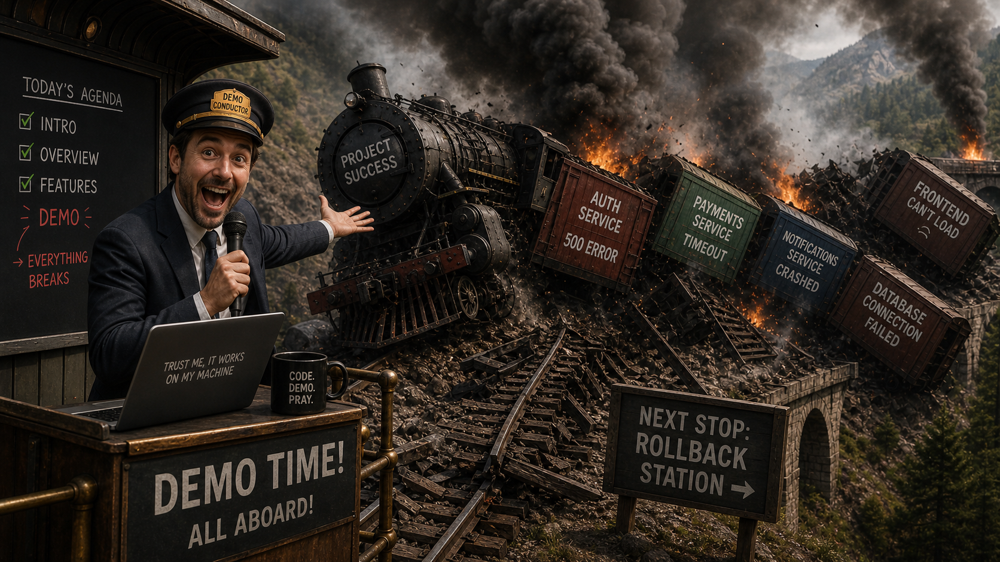 TODAY'S AGENDA
INTRO
OVERVIEW
FEATURES
DEMO
→ EVERYTHING
BREAKS
DEMO
CONDUCTOR
TRUST ME, IT WORKS
ON MY MACHINE
CODE.
DEMO.
PRAY.
DEMO TIME!
ALL ABOARD!
PROJECT
SUCCESS
AUTH
SERVICE
500 ERROR
PAYMENTS
SERVICE
TIMEOUT
NOTIFICATIONS
SERVICE
CRASHED
DATABASE
CONNECTION
FAILED
FRONTEND
CAN'T LOAD
:(
NEXT STOP:
ROLLBACK
STATION →